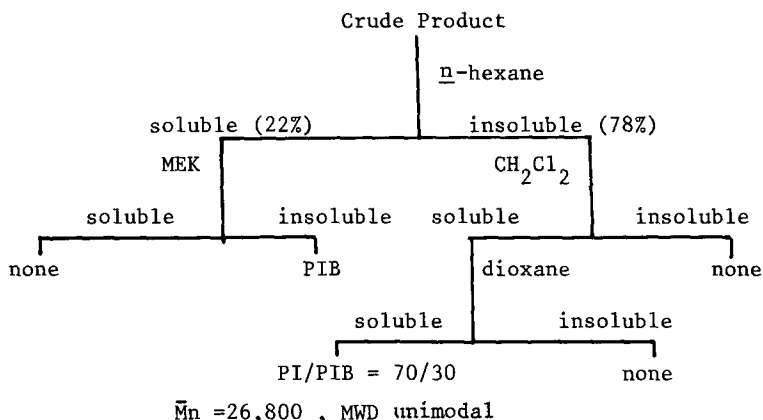 Crude Product
n-hexane
soluble (22%) insoluble (78%)
MEK CH2Cl2
soluble insoluble soluble insoluble
none PIB dioxane none
soluble insoluble
PI/PIB = 70/30 none
M̄n =26,800 , MWD unimodal